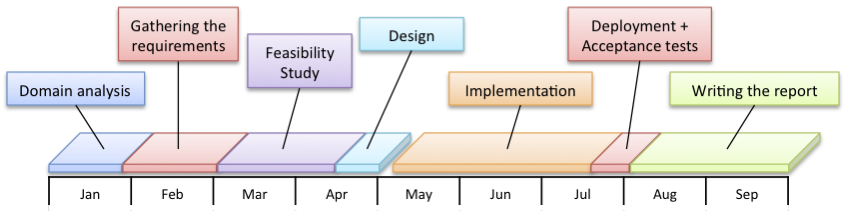 Gathering the
requirements
Feasibility
Study
Design
Deployment +
Acceptance tests
Domain analysis
Implementation
Writing the report
Jan Feb Mar Apr May Jun Jul Aug Sep